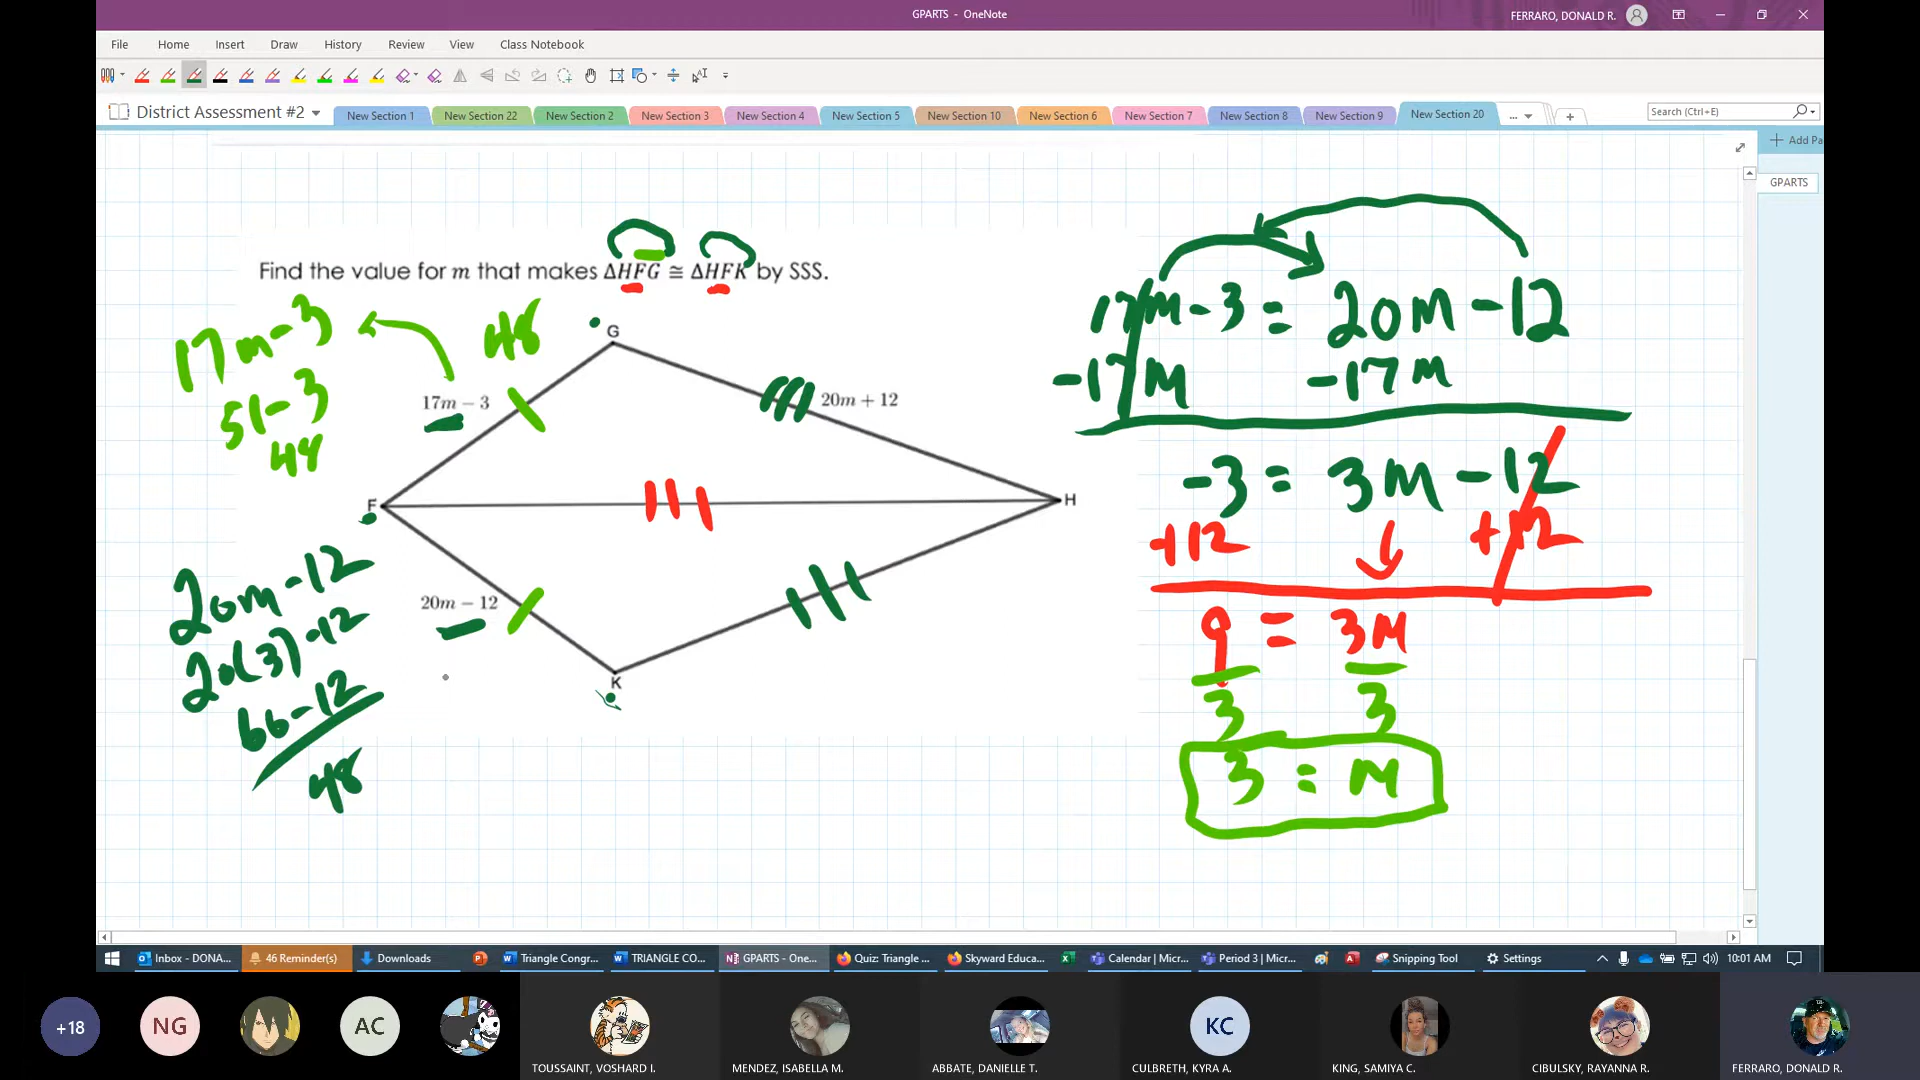 GPARTS - OneNote
FERRARO, DONALD R.
File Home Insert Draw History Review View Class Notebook
District Assessment #2
New Section 1
New Section 22
New Section 2
New Section 3
New Section 4
New Section 5
New Section 10
New Section 6
New Section 7
New Section 8
New Section 9
New Section 20
...
Search (Ctrl+E)
Add Pa
GPARTS
Find the value for m that makes ΔHFG ≅ ΔHFK by SSS.
17m-3
51-3
48
48
G
17m − 3
20m + 12
F
H
20m − 12
K
20m-12
20(3)-12
60-12
48
17m-3 = 20m-12
-17m -17m
-3 = 3m-12
+12 +12
9 = 3m
3 3
3 = m
Inbox - DONA...
46 Reminder(s)
Downloads
Triangle Congr...
TRIANGLE CO...
GPARTS - One...
Quiz: Triangle ...
Skyward Educa...
Calendar | Micr...
Period 3 | Micr...
Snipping Tool
Settings
10:01 AM
+18
NG
AC
KC
TOUSSAINT, VOSHARD I.
MENDEZ, ISABELLA M.
ABBATE, DANIELLE T.
CULBRETH, KYRA A.
KING, SAMIYA C.
CIBULSKY, RAYANNA R.
FERRARO, DONALD R.